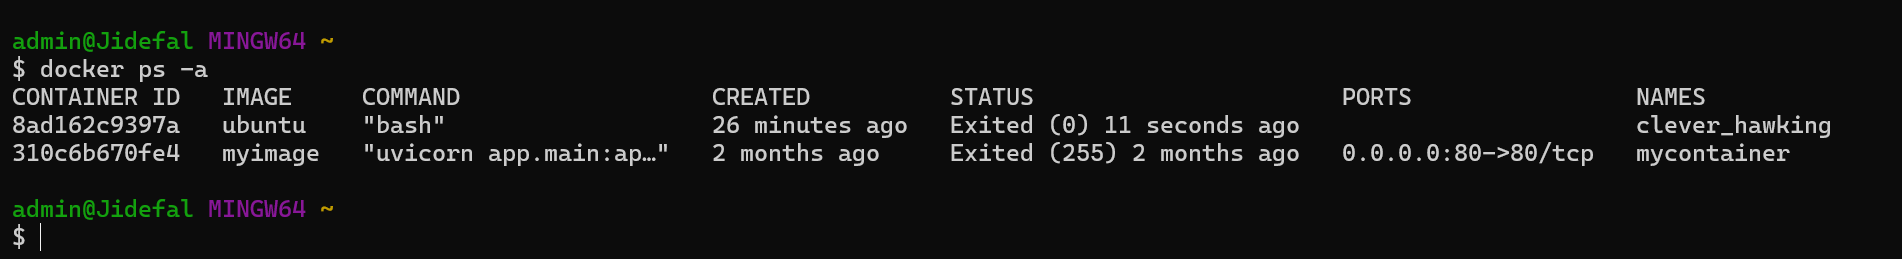 admin@Jidefal MINGW64 ~
$ docker ps -a
CONTAINER ID   IMAGE     COMMAND                  CREATED          STATUS                      PORTS                NAMES
8ad162c9397a   ubuntu    "bash"                   26 minutes ago   Exited (0) 11 seconds ago                        clever_hawking
310c6b670fe4   myimage   "uvicorn app.main:ap…"   2 months ago     Exited (255) 2 months ago   0.0.0.0:80->80/tcp   mycontainer
admin@Jidefal MINGW64 ~
$